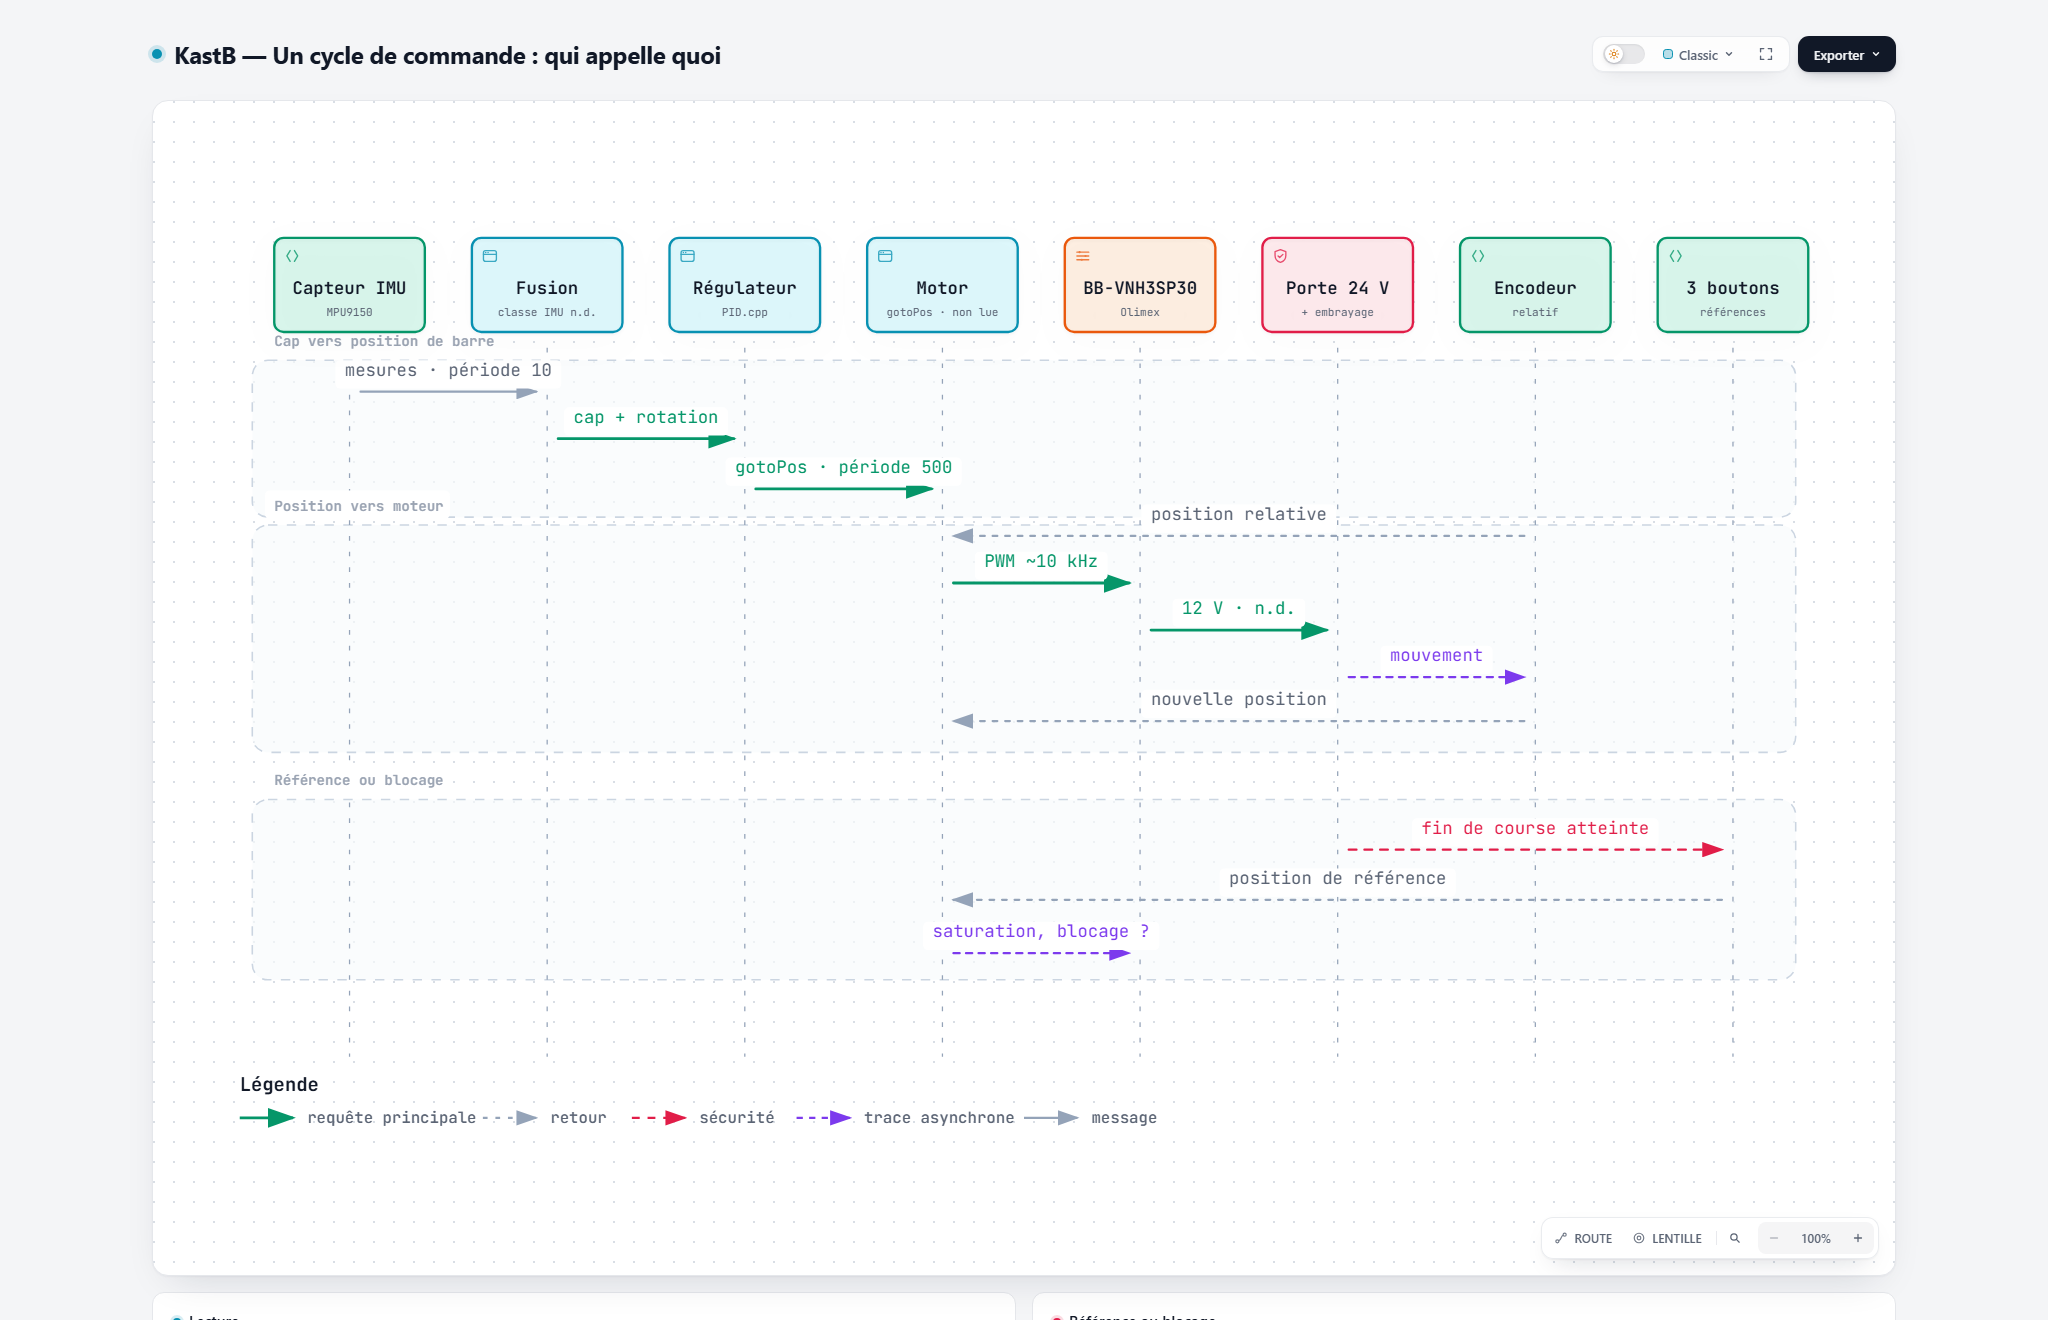 KastB — Un cycle de commande : qui appelle quoi
Classic
Exporter
Capteur IMU
MPU9150
Fusion
classe IMU n.d.
Régulateur
PID.cpp
Motor
gotoPos · non lue
BB-VNH3SP30
Olimex
Porte 24 V
+ embrayage
Encodeur
relatif
3 boutons
références
Cap vers position de barre
mesures · période 10
cap + rotation
gotoPos · période 500
Position vers moteur
position relative
PWM ~10 kHz
12 V · n.d.
mouvement
nouvelle position
Référence ou blocage
fin de course atteinte
position de référence
saturation, blocage ?
Légende
requête principale
retour
sécurité
trace asynchrone
message
ROUTE
LENTILLE
100%
Lecture
Référence ou blocage